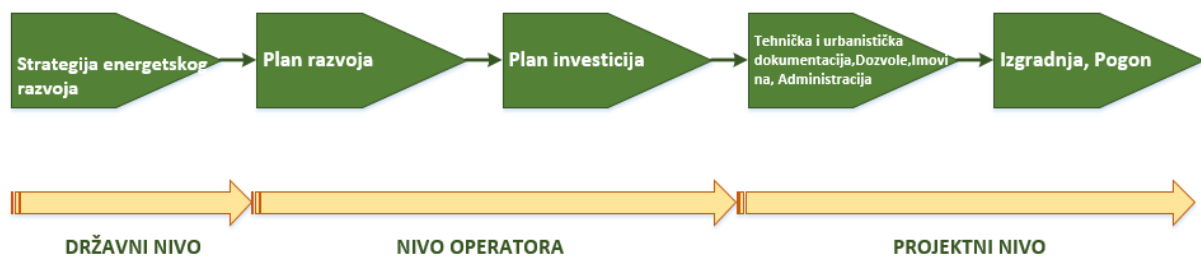 Strategija energetskog
razvoja
Plan razvoja
Plan investicija
Tehnička i urbanistička
dokumentacija,Dozvole,Imovi
na, Administracija
Izgradnja, Pogon
DRŽAVNI NIVO
NIVO OPERATORA
PROJEKTNI NIVO